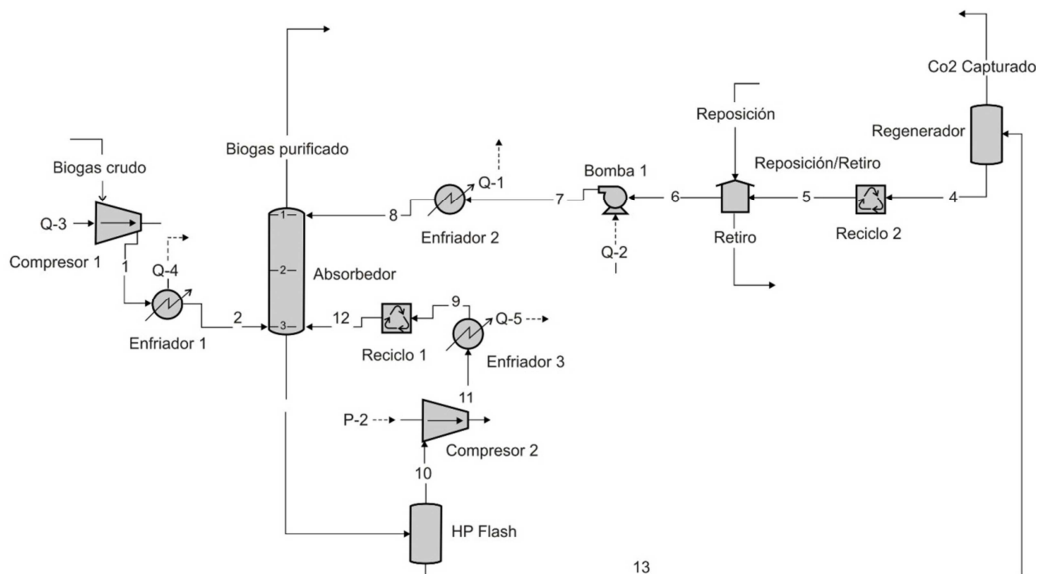 Co2 Capturado
Reposición
Regenerador
Biogas purificado
Biogas crudo
Bomba 1
Reposición/Retiro
Q-1
7
6
5
4
8
Q-3
Enfriador 2
Retiro
Reciclo 2
1
Q-2
Compresor 1
1
Q-4
2
Absorbedor
9
2
3
12
Q-5
Enfriador 1
Reciclo 1
Enfriador 3
11
P-2
Compresor 2
10
HP Flash
13